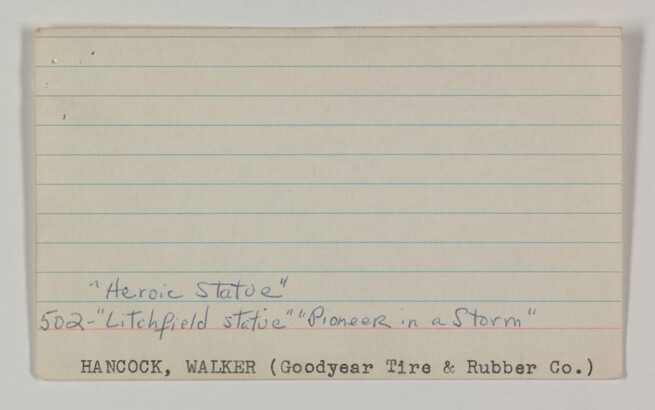 "Heroic Statue"
502-"Litchfield statue" "Pioneer in a Storm"
HANCOCK, WALKER (Goodyear Tire & Rubber Co.)